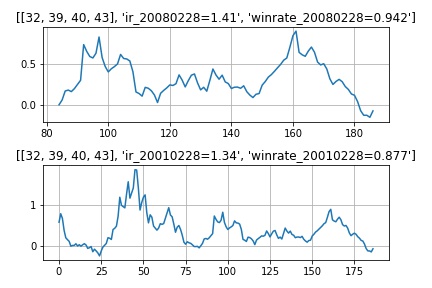 [[32, 39, 40, 43], 'ir_20080228=1.41', 'winrate_20080228=0.942']
0.5
0.0
80 100 120 140 160 180
[[32, 39, 40, 43], 'ir_20010228=1.34', 'winrate_20010228=0.877']
1
0
0 25 50 75 100 125 150 175